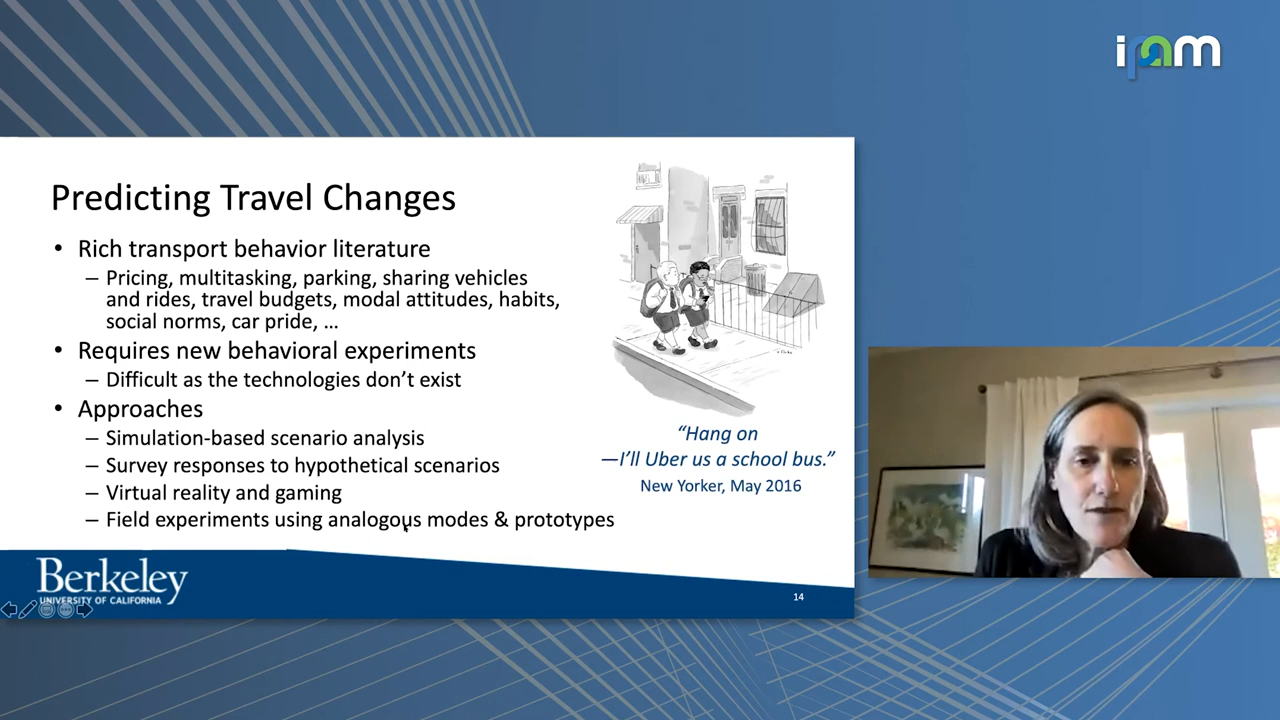 ipam
Predicting Travel Changes
• Rich transport behavior literature
– Pricing, multitasking, parking, sharing vehicles
and rides, travel budgets, modal attitudes, habits,
social norms, car pride, …
• Requires new behavioral experiments
– Difficult as the technologies don’t exist
• Approaches
– Simulation-based scenario analysis
– Survey responses to hypothetical scenarios
– Virtual reality and gaming
– Field experiments using analogous modes & prototypes
“Hang on
—I’ll Uber us a school bus.”
New Yorker, May 2016
Berkeley
UNIVERSITY OF CALIFORNIA
14